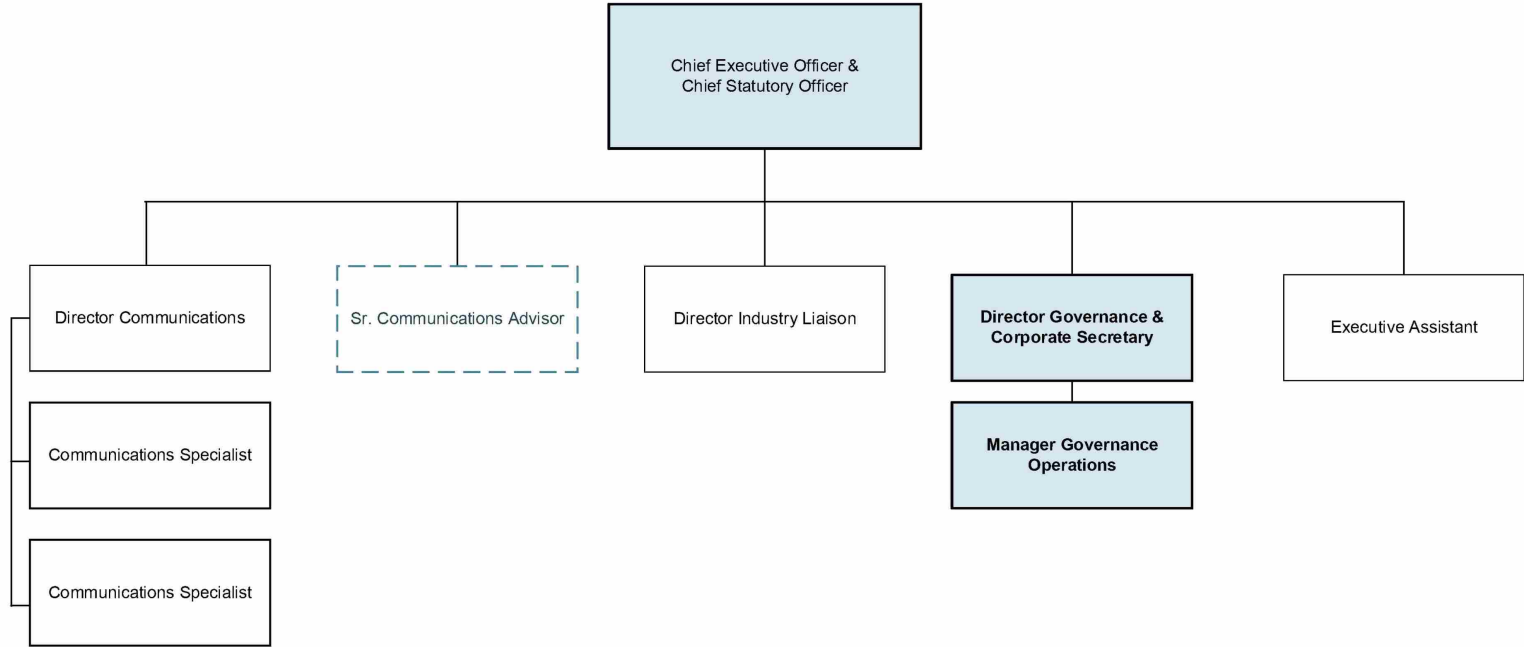 Chief Executive Officer &
Chief Statutory Officer
Director Communications
Sr. Communications Advisor
Director Industry Liaison
Director Governance &
Corporate Secretary
Executive Assistant
Communications Specialist
Manager Governance
Operations
Communications Specialist